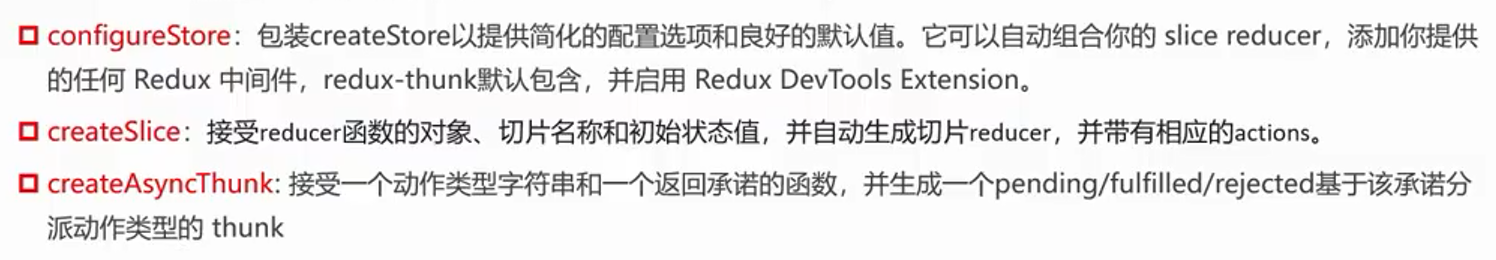 configureStore：包装createStore以提供简化的配置选项和良好的默认值。它可以自动组合你的 slice reducer，添加你提供
的任何 Redux 中间件，redux-thunk默认包含，并启用 Redux DevTools Extension。
createSlice：接受reducer函数的对象、切片名称和初始状态值，并自动生成切片reducer，并带有相应的actions。
createAsyncThunk: 接受一个动作类型字符串和一个返回承诺的函数，并生成一个pending/fulfilled/rejected基于该承诺分
派动作类型的 thunk